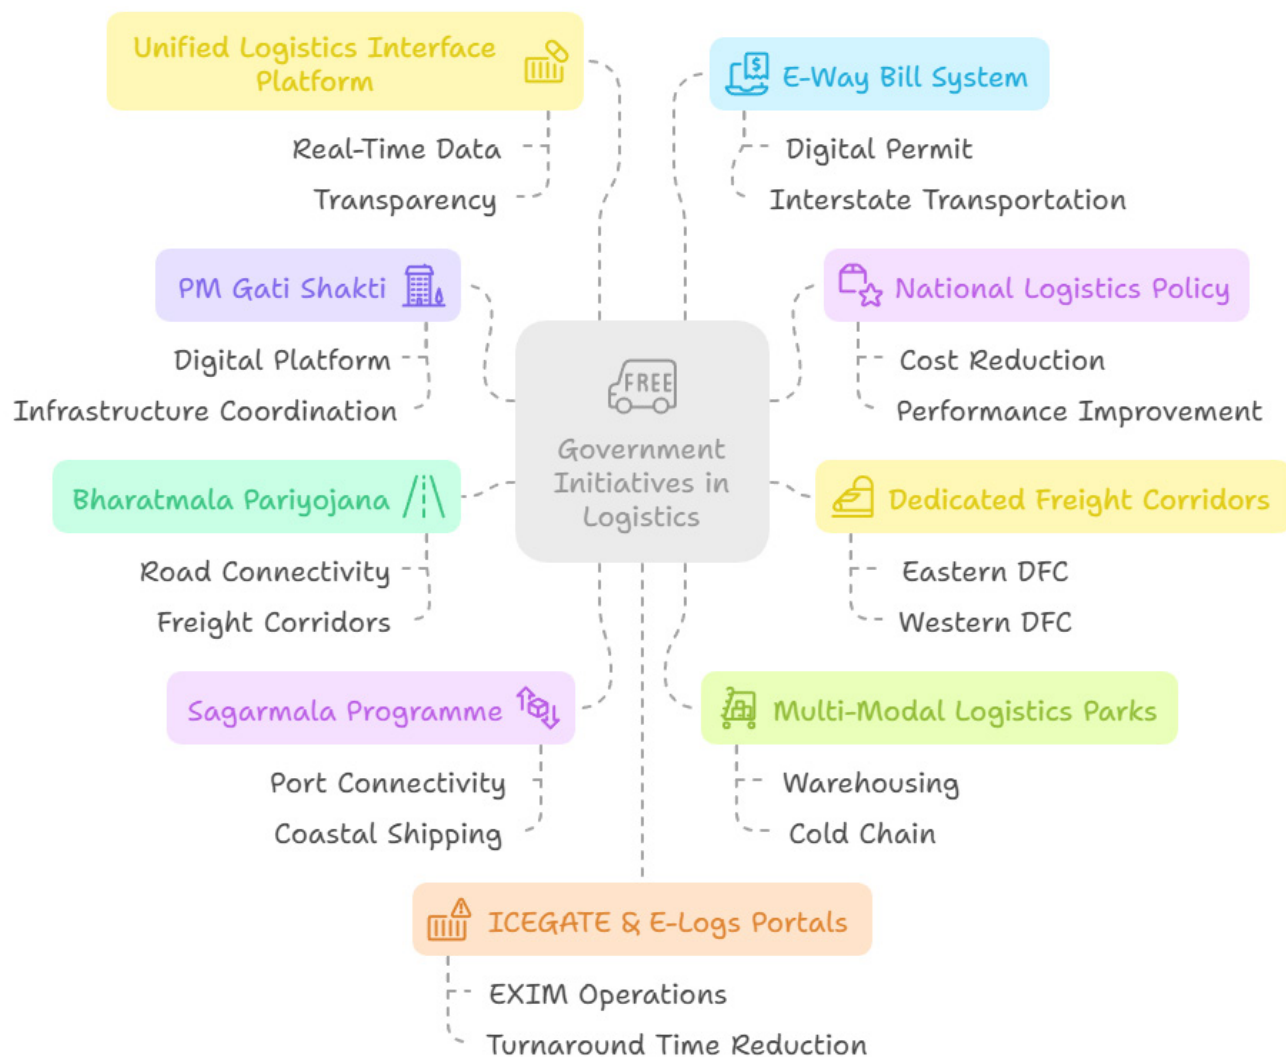 Unified Logistics Interface
Platform
Real-Time Data
Transparency
E-Way Bill System
Digital Permit
Interstate Transportation
PM Gati Shakti
Digital Platform
Infrastructure Coordination
National Logistics Policy
Cost Reduction
Performance Improvement
FREE
Government
Initiatives in
Logistics
Bharatmala Pariyojana
Road Connectivity
Freight Corridors
Dedicated Freight Corridors
Eastern DFC
Western DFC
Sagarmala Programme
Port Connectivity
Coastal Shipping
Multi-Modal Logistics Parks
Warehousing
Cold Chain
ICEGATE & E-Logs Portals
EXIM Operations
Turnaround Time Reduction